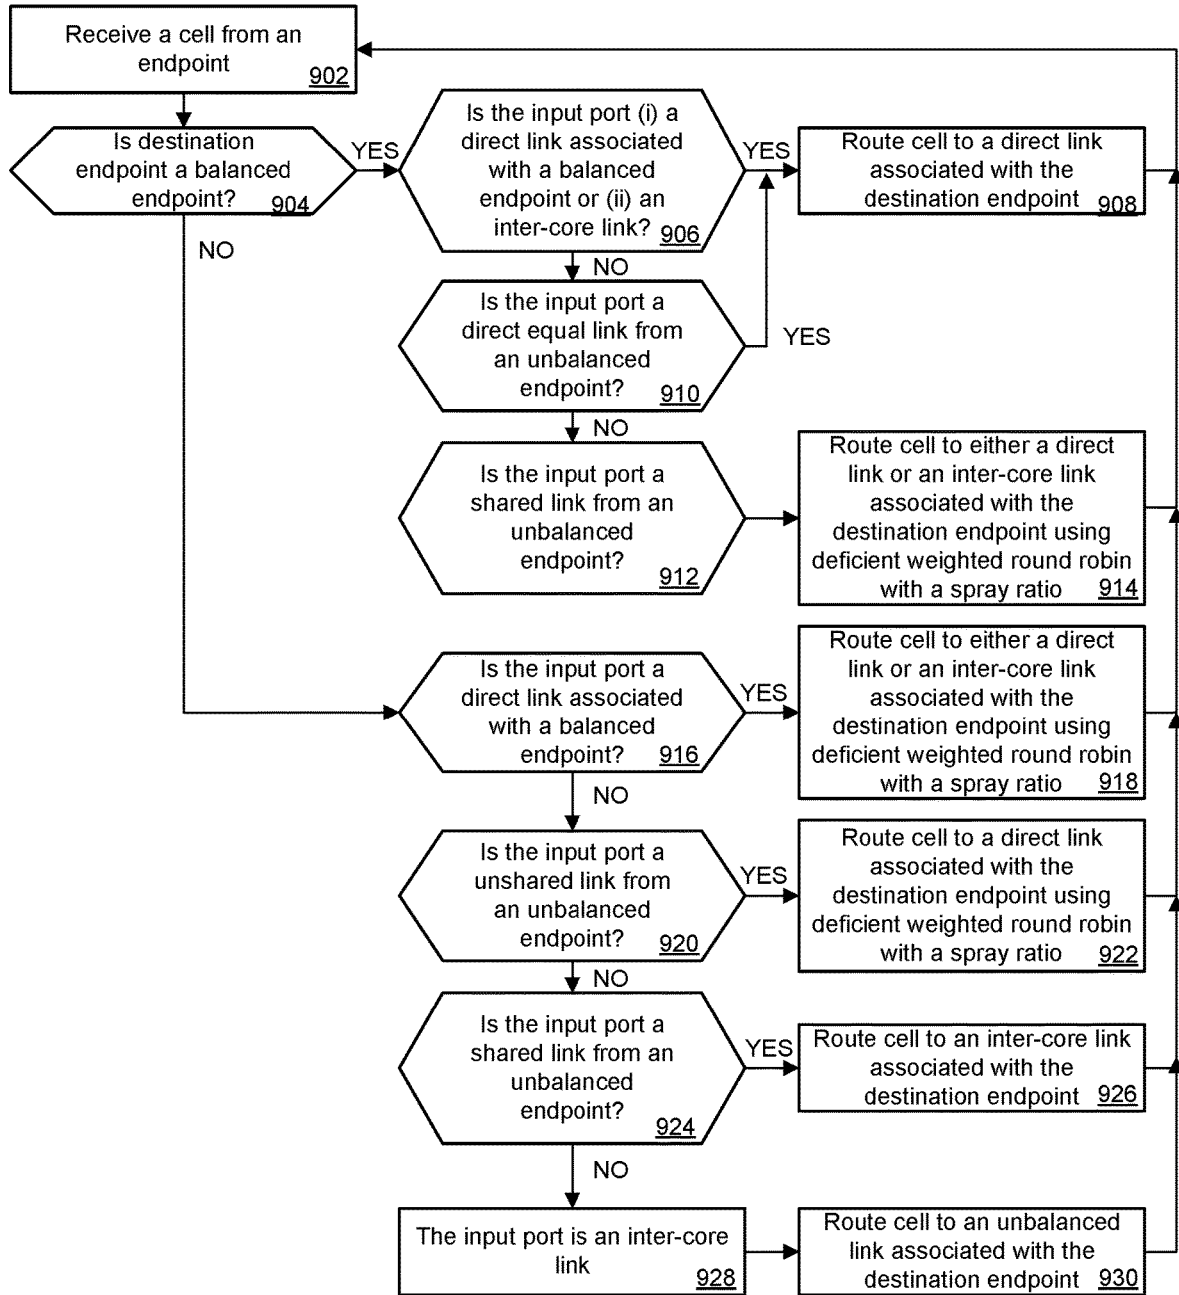 Receive a cell from an
endpoint
902
Is destination
endpoint a balanced
endpoint?
904
YES
NO
Is the input port (i) a
direct link associated
with a balanced
endpoint or (ii) an
inter-core link?
906
YES
NO
Route cell to a direct link
associated with the
destination endpoint
908
Is the input port a
direct equal link from
an unbalanced
endpoint?
910
YES
NO
Is the input port a
shared link from an
unbalanced
endpoint?
912
Route cell to either a direct
link or an inter-core link
associated with the
destination endpoint using
deficient weighted round robin
with a spray ratio
914
Is the input port a
direct link associated
with a balanced
endpoint?
916
YES
NO
Route cell to either a direct
link or an inter-core link
associated with the
destination endpoint using
deficient weighted round robin
with a spray ratio
918
Is the input port a
unshared link from
an unbalanced
endpoint?
920
YES
NO
Route cell to a direct link
associated with the
destination endpoint using
deficient weighted round robin
with a spray ratio
922
Is the input port a
shared link from an
unbalanced
endpoint?
924
YES
NO
Route cell to an inter-core link
associated with the
destination endpoint
926
The input port is an inter-core
link
928
Route cell to an unbalanced
link associated with the
destination endpoint
930